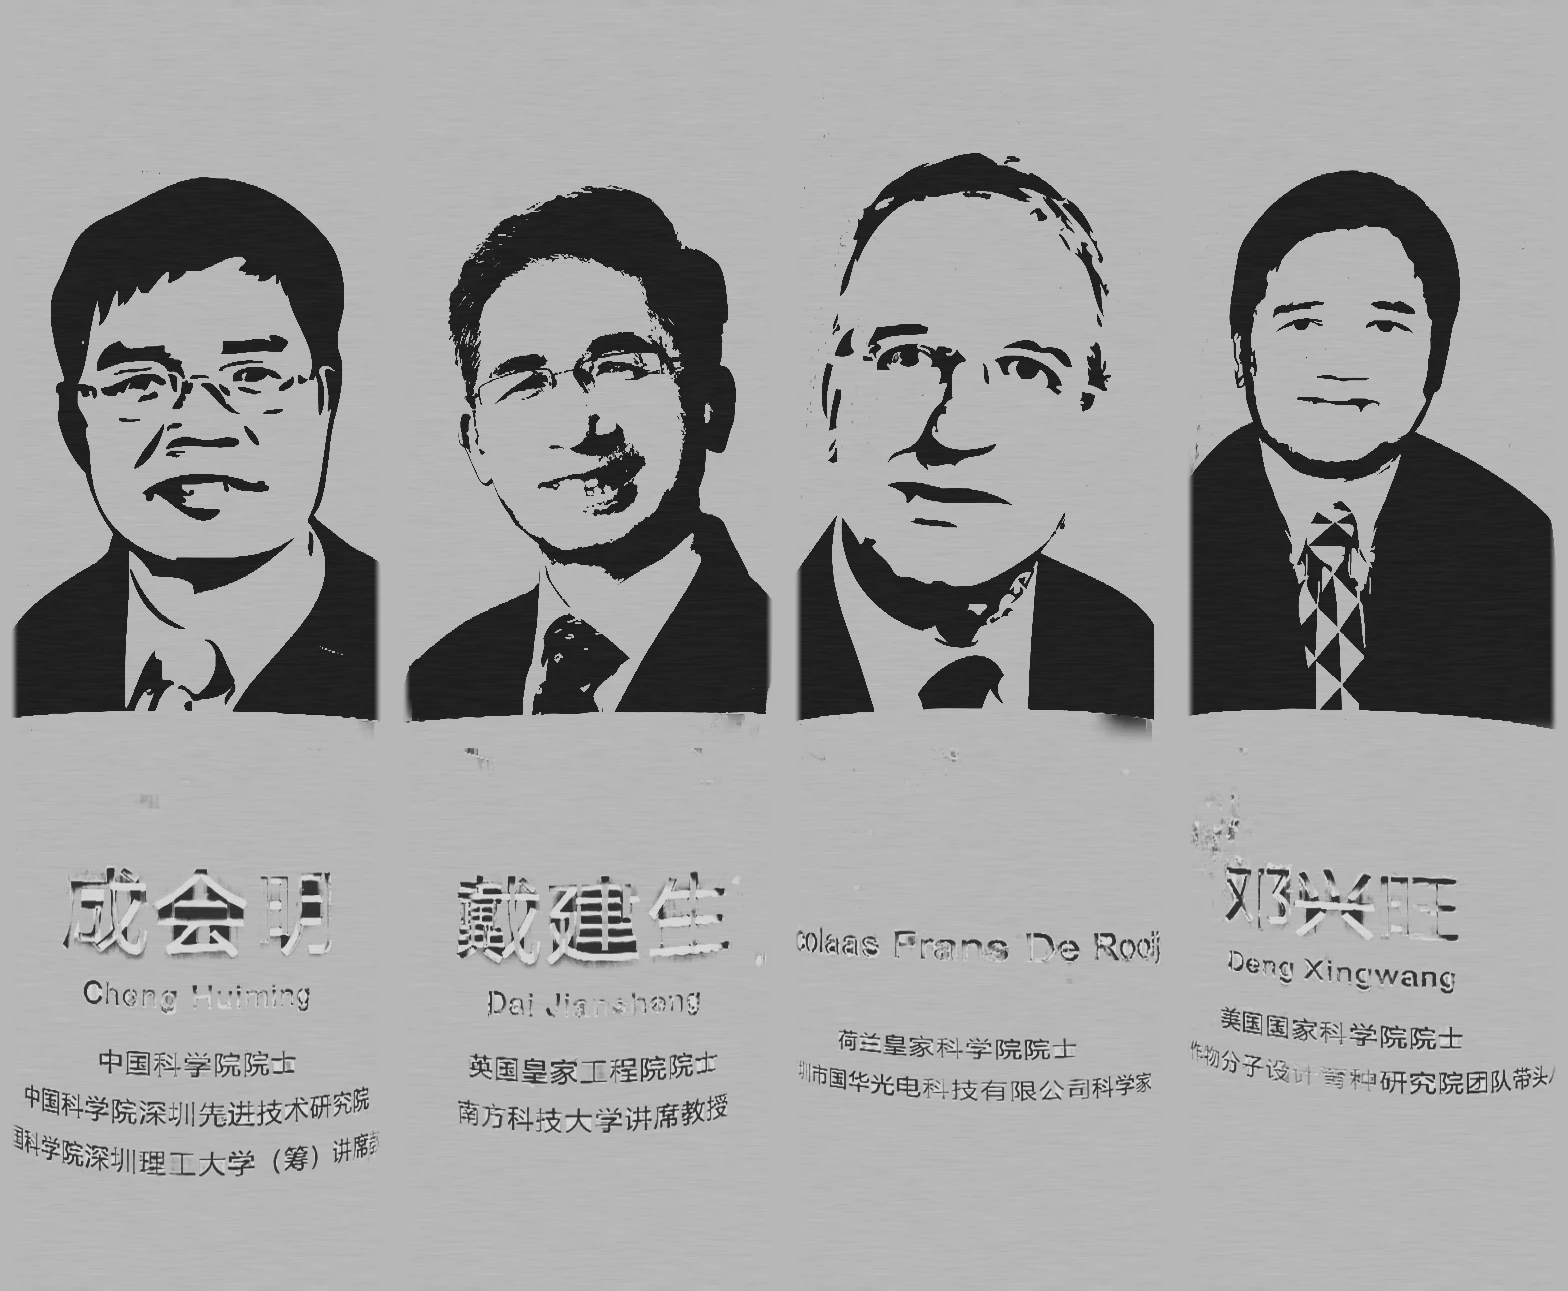 成会明
Cheng Huiming
中国科学院院士
中国科学院深圳先进技术研究院
国科学院深圳理工大学（筹）讲席
戴建生
Dai Jiansheng
英国皇家工程院院士
南方科技大学讲席教授
colaas Frans De Rooij
荷兰皇家科学院院士
圳市国华光电科技有限公司科学家
邓兴旺
Deng Xingwang
美国国家科学院院士
作物分子设计育种研究院团队带头人